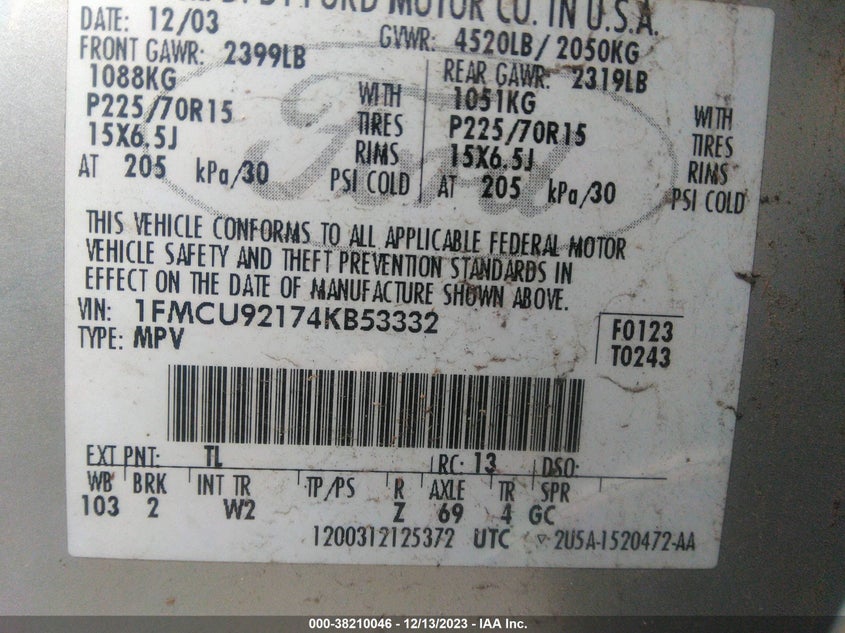 FORD MOTOR CO. IN U.S.A.
DATE: 12/03 GVWR: 4520LB/ 2050KG
FRONT GAWR: 2399LB REAR GAWR: 2319LB
1088KG WITH 1051KG WITH
P225/70R15 TIRES P225/70R15 TIRES
15X6.5J RIMS 15X6.5J RIMS
AT 205 kPa/30 PSI COLD AT 205 kPa/30 PSI COLD
Ford
THIS VEHICLE CONFORMS TO ALL APPLICABLE FEDERAL MOTOR
VEHICLE SAFETY AND THEFT PREVENTION STANDARDS IN
EFFECT ON THE DATE OF MANUFACTURE SHOWN ABOVE.
VIN: 1FMCU92174KB53332 F0123
TYPE: MPV T0243
EXT PNT: TL RC: 13 DSO:
WB BRK INT TR TP/PS R AXLE TR SPR
103 2 W2 Z 69 4 GC
1200312125372 UTC ▽ 2U5A-1520472-AA
000-38210046 - 12/13/2023 - IAA Inc.